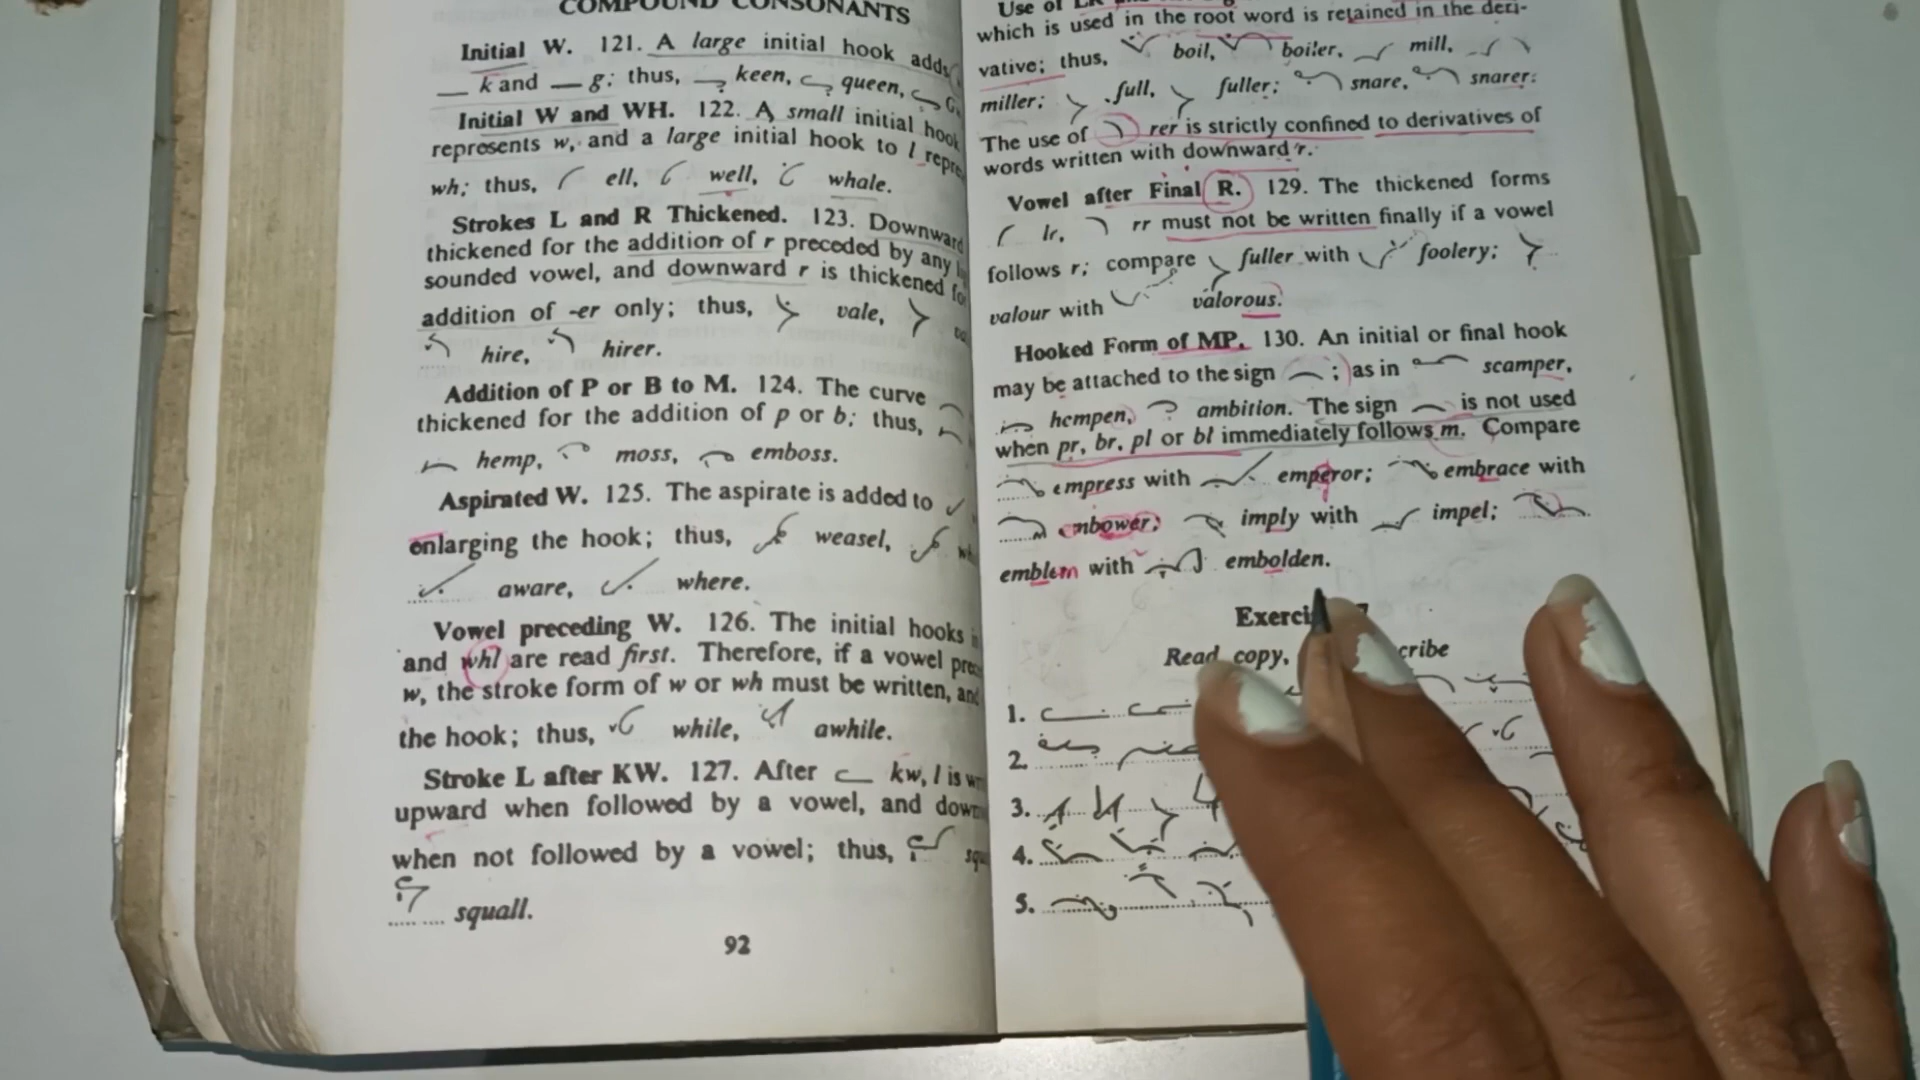 COMPOUND CONSONANTS
Initial W. 121. A large initial hook adds
k and g; thus, keen, queen,
Initial W and WH. 122. A small initial hook
represents w, and a large initial hook to l
wh; thus, ell, well, whale.
Strokes L and R Thickened. 123. Downward
thickened for the addition of r preceded by any
sounded vowel, and downward r is thickened
addition of -er only; thus, vale,
hire, hirer.
Addition of P or B to M. 124. The curve
thickened for the addition of p or b; thus,
hemp, moss, emboss.
Aspirated W. 125. The aspirate is added to
enlarging the hook; thus, weasel,
aware, where.
Vowel preceding W. 126. The initial hooks
and whl are read first. Therefore, if a vowel
w, the stroke form of w or wh must be written,
the hook; thus, while, awhile.
Stroke L after KW. 127. After kw, l is
upward when followed by a vowel, and
when not followed by a vowel; thus,
squall.
92
Use of
which is used in the root word is retained in the deri-
vative; thus, boil, boiler, mill,
miller; full, fuller; snare, snarer:
The use of rer is strictly confined to derivatives of
words written with downward r.
Vowel after Final R. 129. The thickened forms
lr, rr must not be written finally if a vowel
follows r; compare fuller with foolery;
valour with valorous.
Hooked Form of MP. 130. An initial or final hook
may be attached to the sign ; as in scamper,
hempen, ambition. The sign is not used
when pr, br, pl or bl immediately follows m. Compare
empress with emperor; embrace with
embower; imply with impel;
emblem with embolden.
Read, copy,
1.
2.
3.
4.
5.